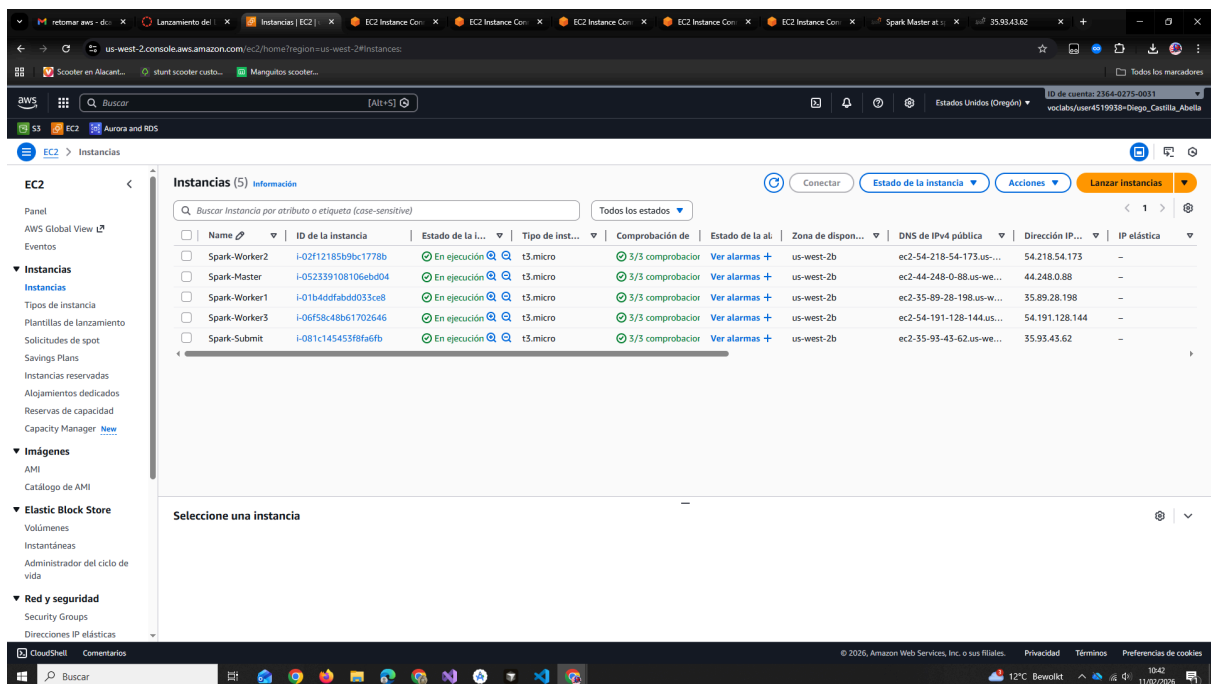 retomar aws - dca
Lanzamiento del L
Instancias | EC2 |
EC2 Instance Con
EC2 Instance Con
EC2 Instance Con
EC2 Instance Con
EC2 Instance Con
Spark Master at s
35.93.43.62
us-west-2.console.aws.amazon.com/ec2/home?region=us-west-2#Instances:
Scooter en Alacant...
stunt scooter custo...
Manguitos scooter...
Todos los marcadores
aws
Buscar
[Alt+S]
Estados Unidos (Oregón)
ID de cuenta: 2364-0275-0031
voclabs/user4519938=Diego_Castilla_Abella
S3
EC2
Aurora and RDS
EC2 > Instancias
EC2
Panel
AWS Global View
Eventos
Instancias
Instancias
Tipos de instancia
Plantillas de lanzamiento
Solicitudes de spot
Savings Plans
Instancias reservadas
Alojamientos dedicados
Reservas de capacidad
Capacity Manager New
Imágenes
AMI
Catálogo de AMI
Elastic Block Store
Volúmenes
Instantáneas
Administrador del ciclo de
vida
Red y seguridad
Security Groups
Direcciones IP elásticas
Instancias (5) Información
Conectar
Estado de la instancia
Acciones
Lanzar instancias
Buscar Instancia por atributo o etiqueta (case-sensitive)
Todos los estados
1
Name ID de la instancia Estado de la i... Tipo de inst... Comprobación de Estado de la al Zona de dispon... DNS de IPv4 pública Dirección IP... IP elástica
Spark-Worker2 i-02f12185b9bc1778b En ejecución t3.micro 3/3 comprobacior Ver alarmas + us-west-2b ec2-54-218-54-173.us-... 54.218.54.173 –
Spark-Master i-052339108106ebd04 En ejecución t3.micro 3/3 comprobacior Ver alarmas + us-west-2b ec2-44-248-0-88.us-we... 44.248.0.88 –
Spark-Worker1 i-01b4ddfabdd033ce8 En ejecución t3.micro 3/3 comprobacior Ver alarmas + us-west-2b ec2-35-89-28-198.us-w... 35.89.28.198 –
Spark-Worker3 i-06f58c48b61702646 En ejecución t3.micro 3/3 comprobacior Ver alarmas + us-west-2b ec2-54-191-128-144.us... 54.191.128.144 –
Spark-Submit i-081c145453f8fa6fb En ejecución t3.micro 3/3 comprobacior Ver alarmas + us-west-2b ec2-35-93-43-62.us-we... 35.93.43.62 –
Seleccione una instancia
CloudShell Comentarios
© 2026, Amazon Web Services, Inc. o sus filiales. Privacidad Términos Preferencias de cookies
Buscar
12°C Bewolkt
10:42
11/02/2026